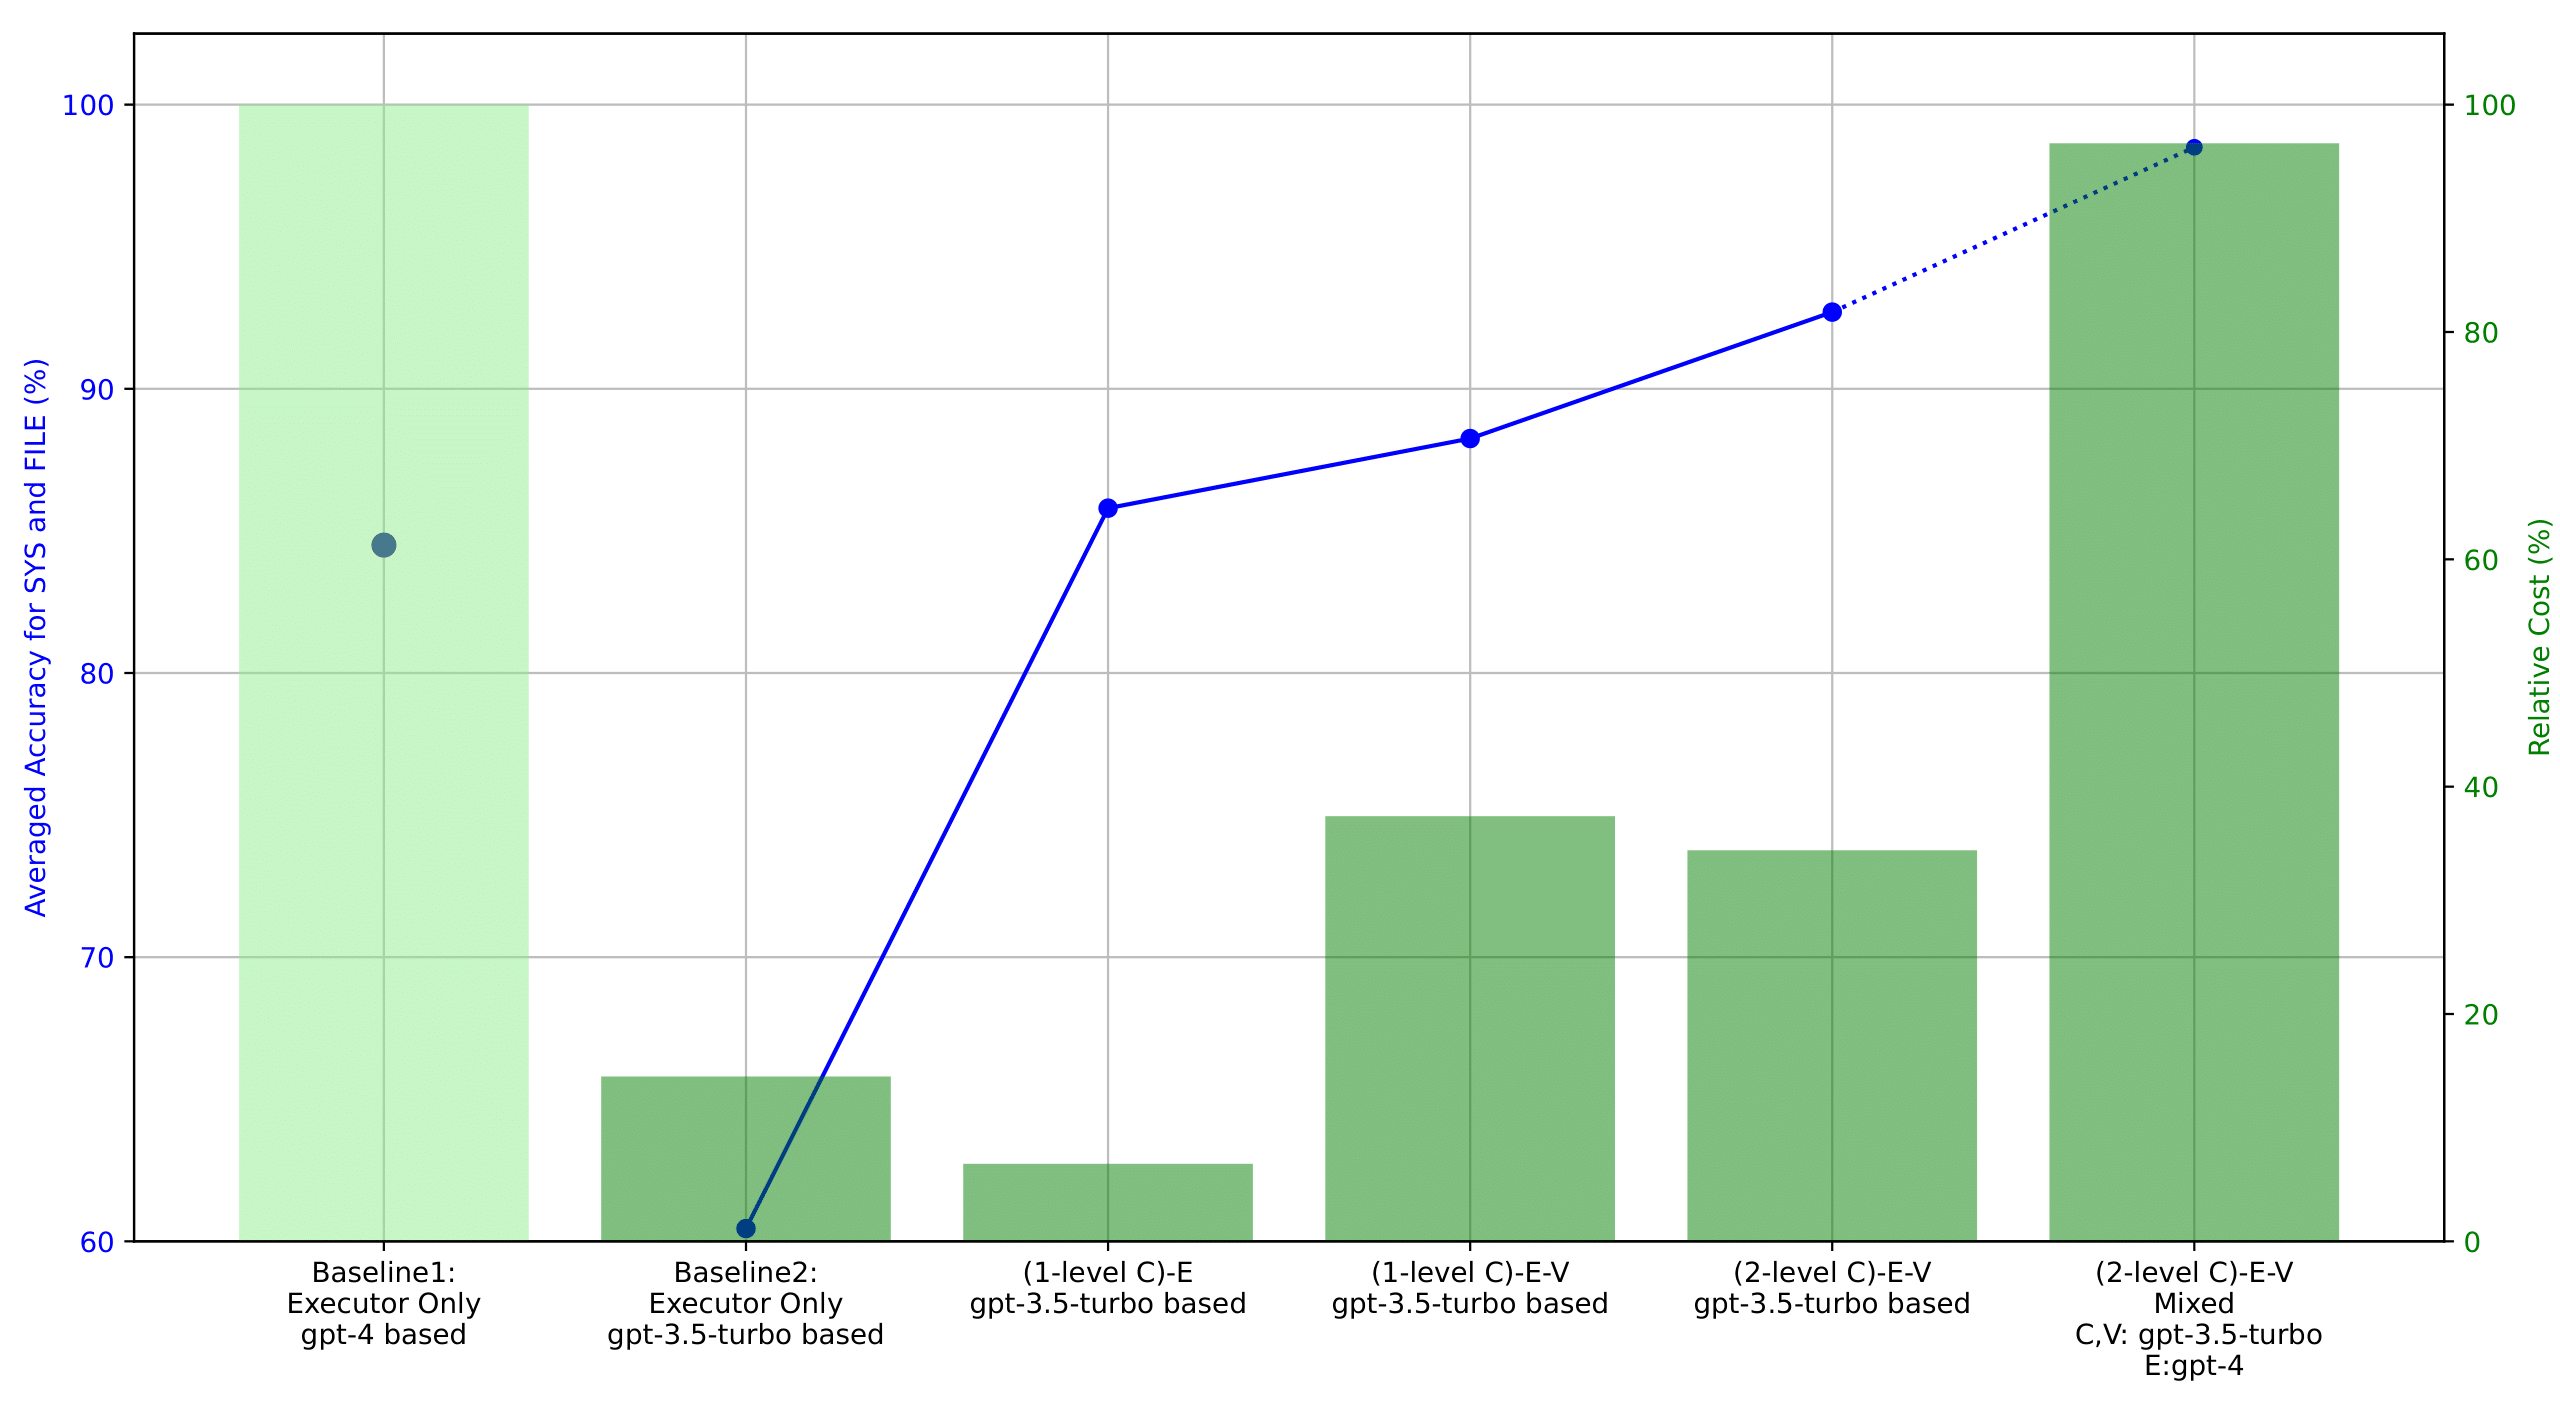 Averaged Accuracy for SYS and FILE (%)
100
90
80
70
60
100
80
60
40
20
0
Relative Cost (%)
Baseline1:
Executor Only
gpt-4 based
Baseline2:
Executor Only
gpt-3.5-turbo based
(1-level C)-E
gpt-3.5-turbo based
(1-level C)-E-V
gpt-3.5-turbo based
(2-level C)-E-V
gpt-3.5-turbo based
(2-level C)-E-V
Mixed
C,V: gpt-3.5-turbo
E:gpt-4